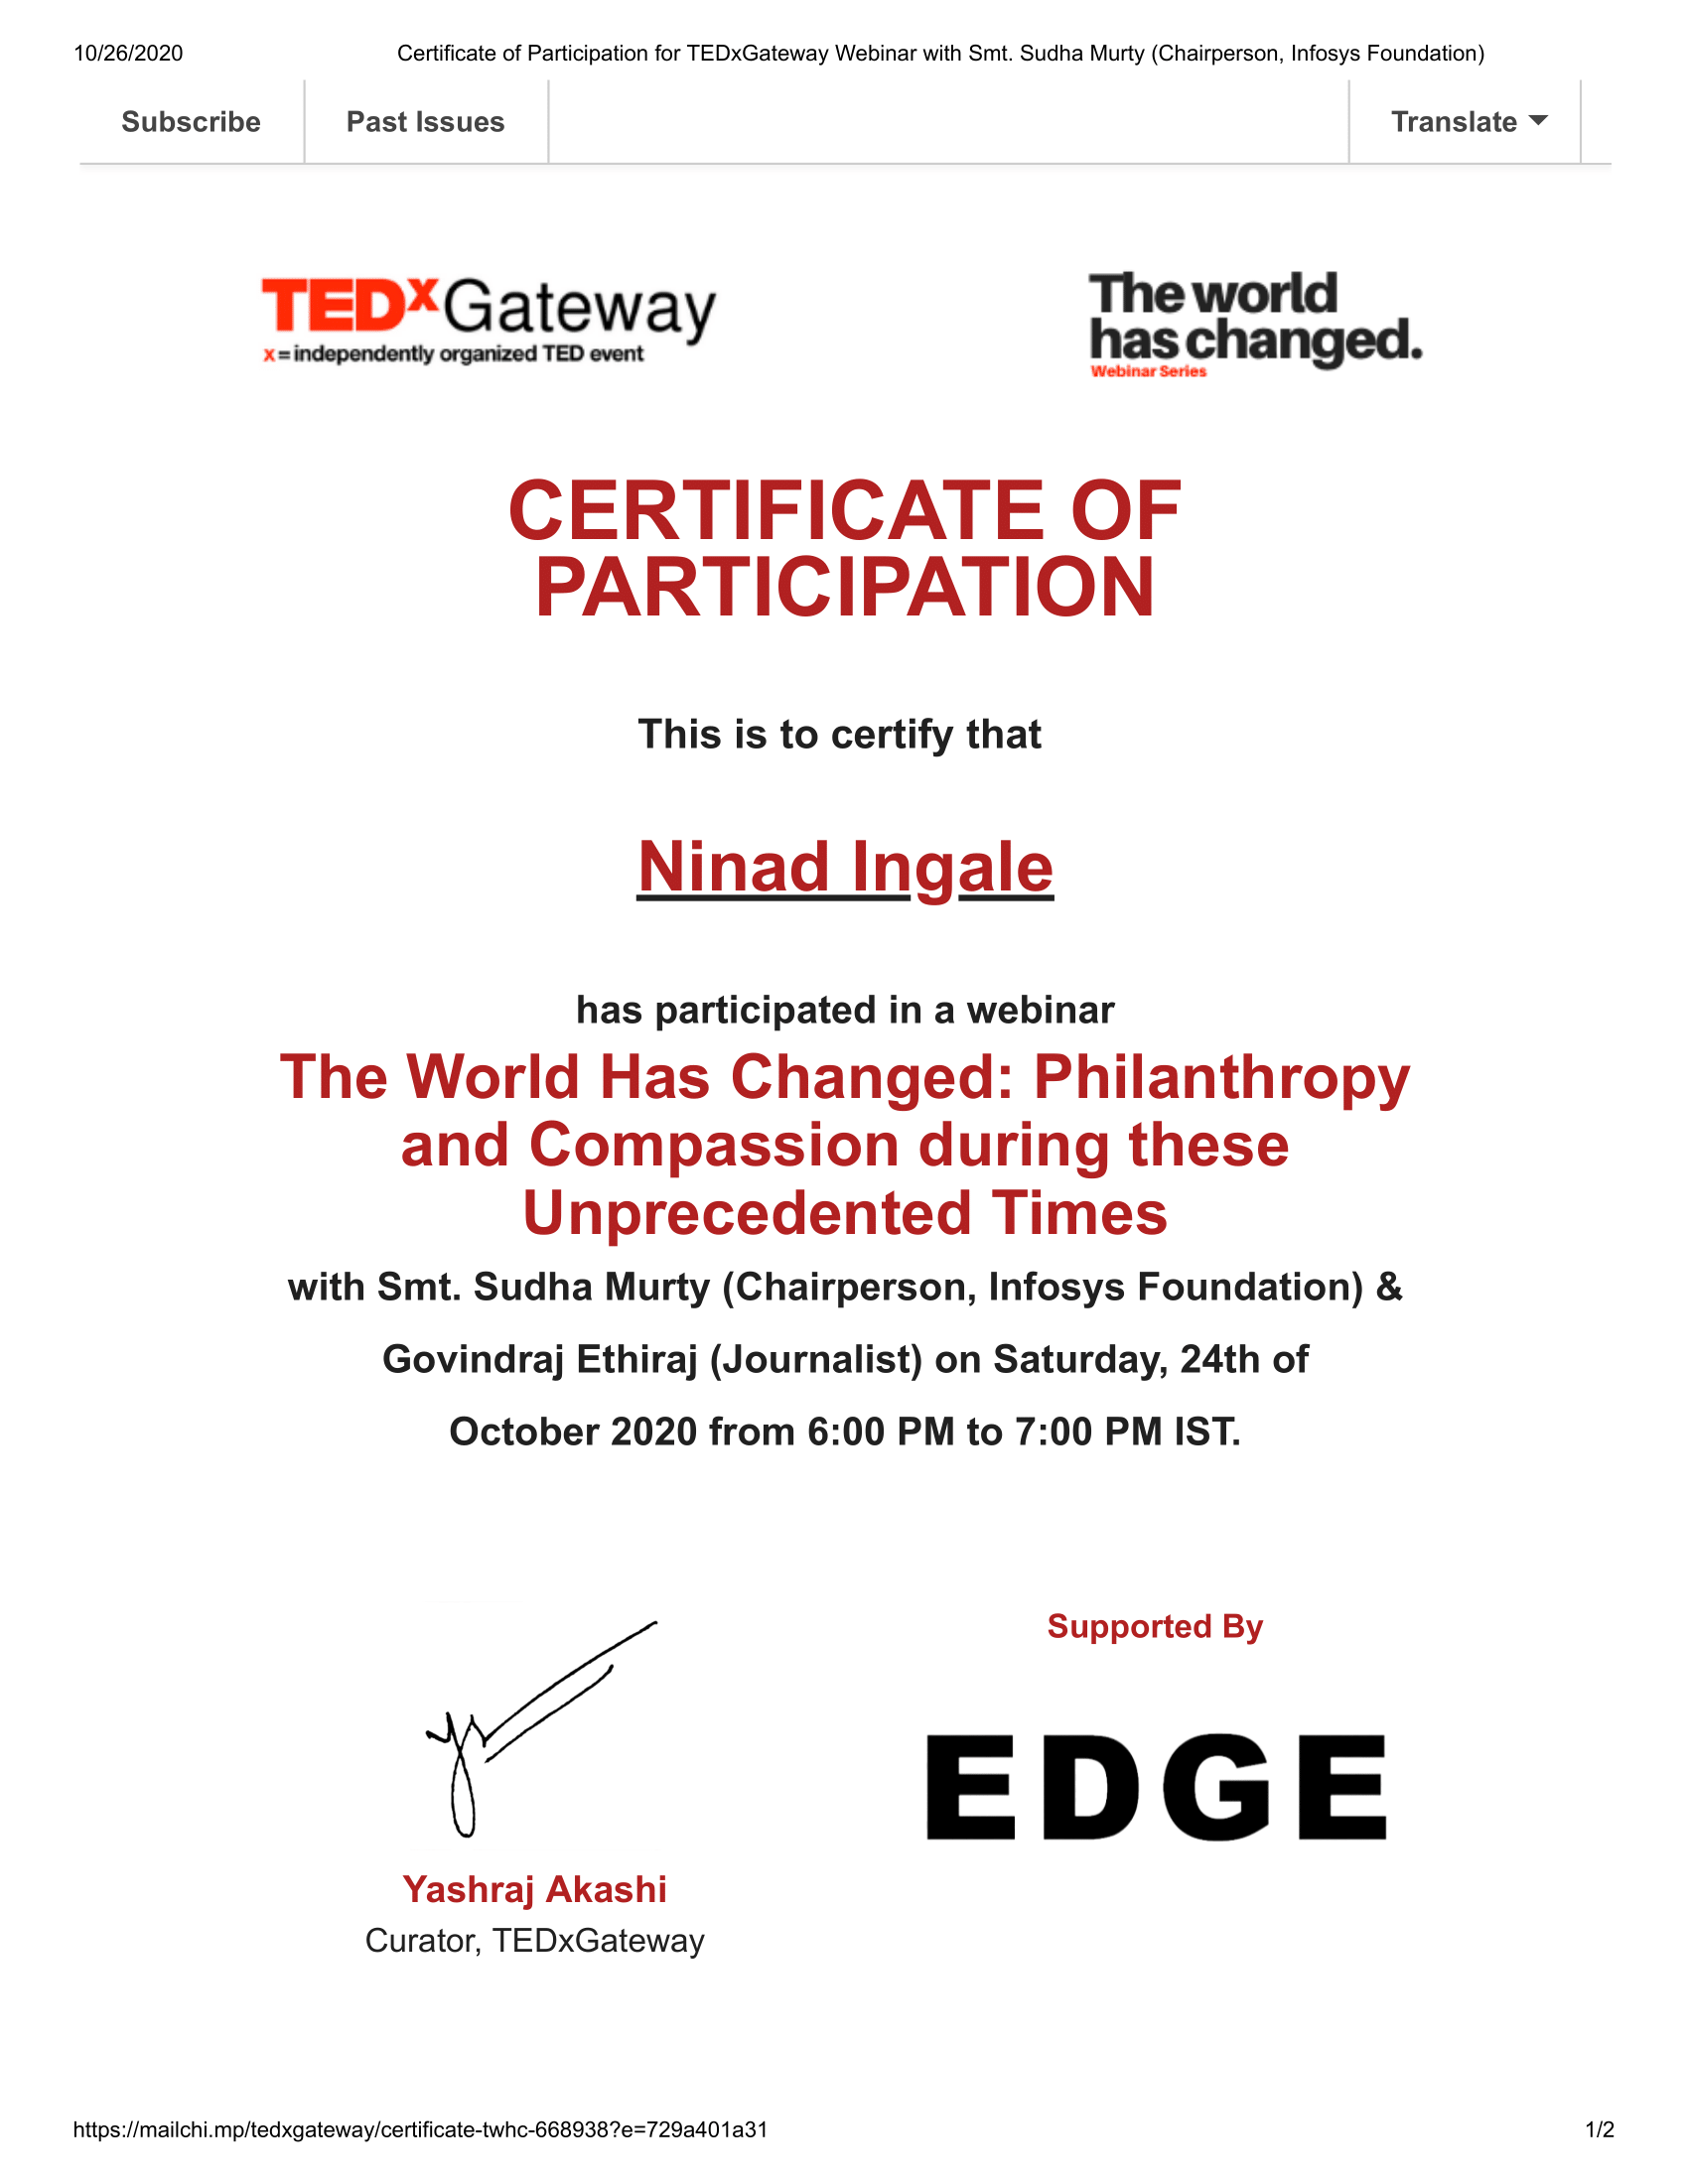 10/26/2020 Certificate of Participation for TEDxGateway Webinar with Smt. Sudha Murty (Chairperson, Infosys Foundation)
Subscribe Past Issues Translate
TEDxGateway
x = independently organized TED event
The world
has changed.
Webinar Series
CERTIFICATE OF
PARTICIPATION
This is to certify that
Ninad Ingale
has participated in a webinar
The World Has Changed: Philanthropy
and Compassion during these
Unprecedented Times
with Smt. Sudha Murty (Chairperson, Infosys Foundation) &
Govindraj Ethiraj (Journalist) on Saturday, 24th of
October 2020 from 6:00 PM to 7:00 PM IST.
Supported By
EDGE
Yashraj Akashi
Curator, TEDxGateway
https://mailchi.mp/tedxgateway/certificate-twhc-668938?e=729a401a31 1/2